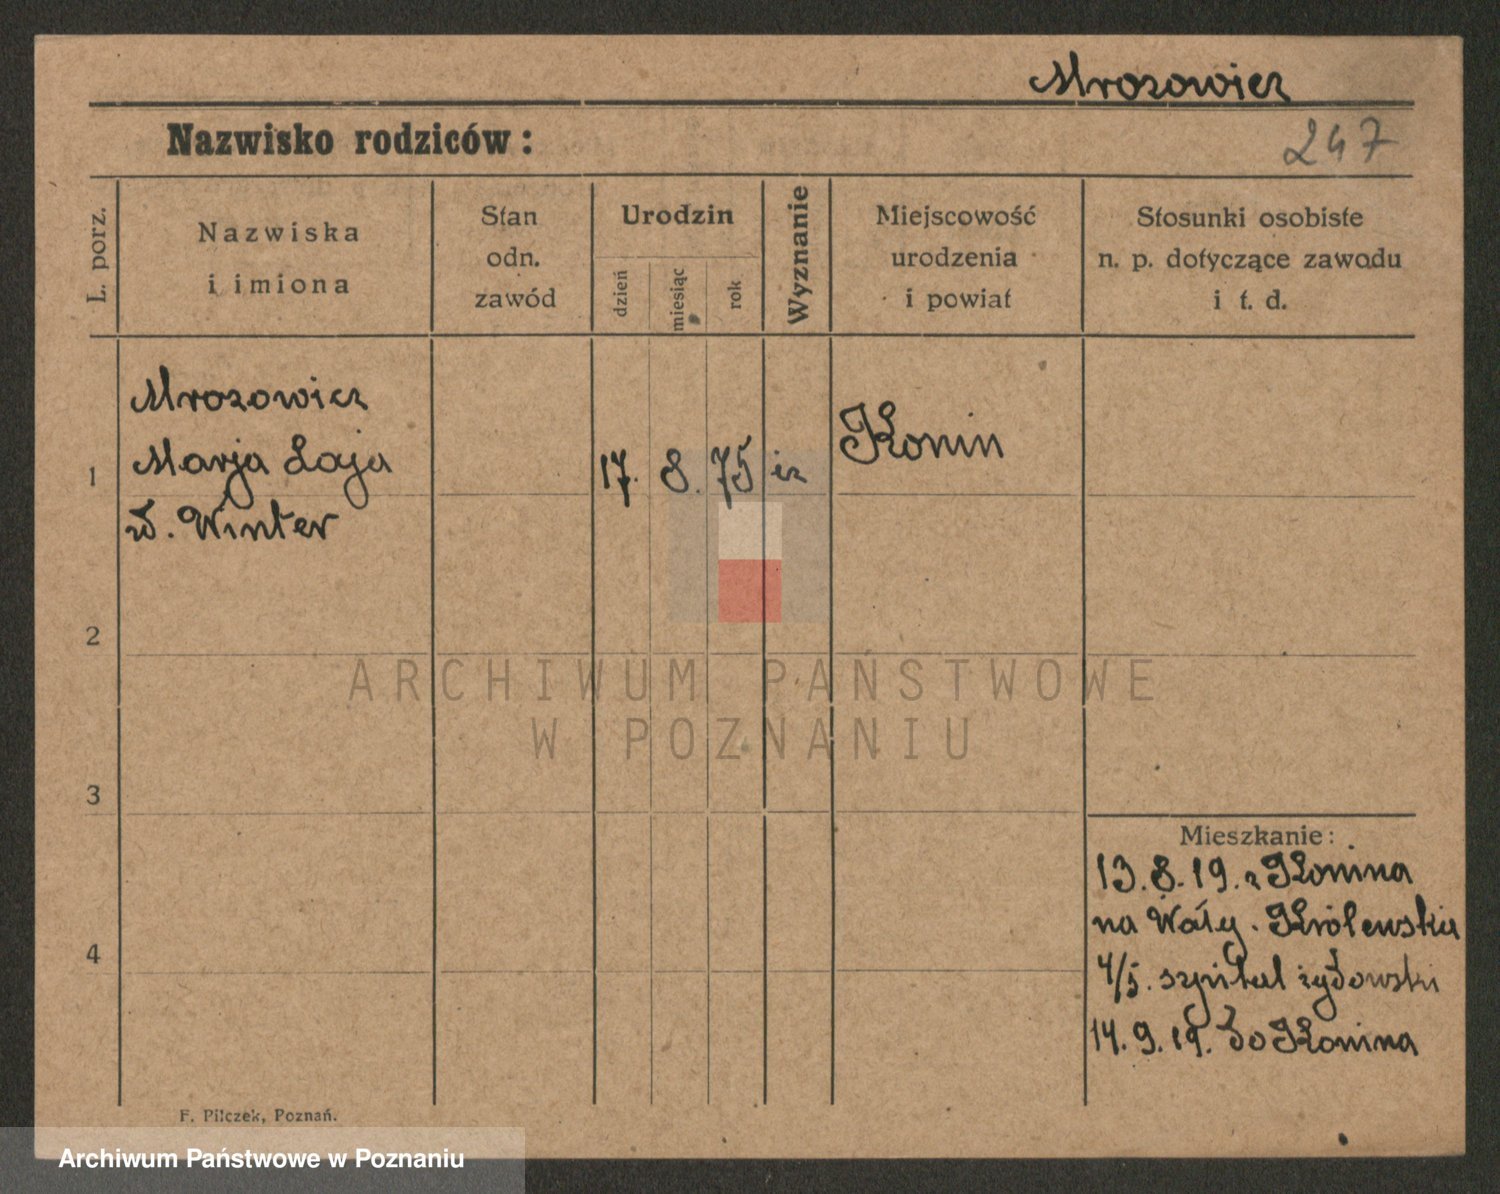 Mrozowicz
Nazwisko rodziców:
247
L. porz.
Nazwiska
i imiona
Stan
odn.
zawód
Urodzin
dzień
miesiąc
rok
Wyznanie
Miejscowość
urodzenia
i powiat
Stosunki osobiste
n. p. dotyczące zawodu
i t. d.
Mrozowicz
Marja Laja
1 17. 8. 75 iz Konin
d. Winter
2
ARCHIWUM PAŃSTWOWE
W POZNANIU
3
Mieszkanie:
13.8.19. z Konina
na Wały. Królewskie
4 4/5. szpital żydowski
14.9.19. do Konina
F. Pilczek, Poznań.
Archiwum Państwowe w Poznaniu